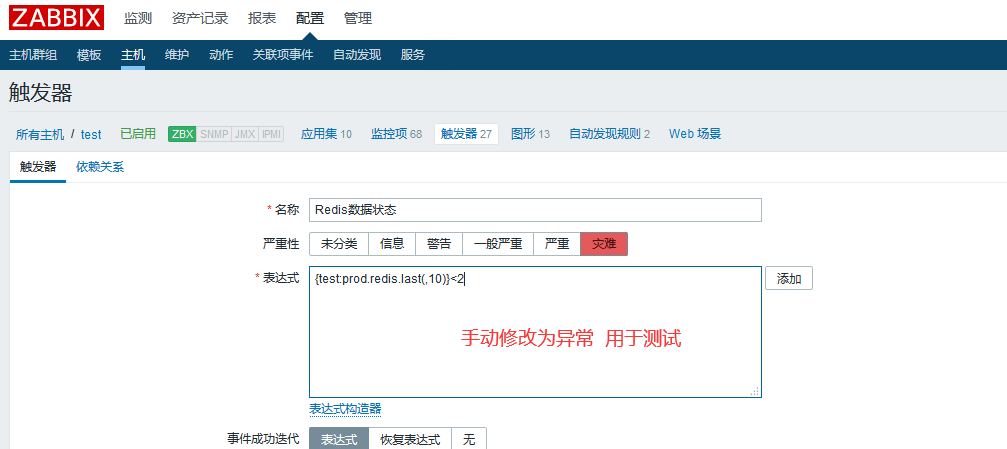 ZABBIX 监测 资产记录 报表 配置 管理
主机群组 模板 主机 维护 动作 关联项事件 自动发现 服务
触发器
所有主机 / test 已启用 ZBX SNMP JMX IPMI 应用集 10 监控项 68 触发器 27 图形 13 自动发现规则 2 Web 场景
触发器 依赖关系
* 名称 Redis数据状态
严重性 未分类 信息 警告 一般严重 严重 灾难
* 表达式 {test:prod.redis.last(,10)}<2 添加
手动修改为异常 用于测试
表达式构造器
事件成功迭代 表达式 恢复表达式 无